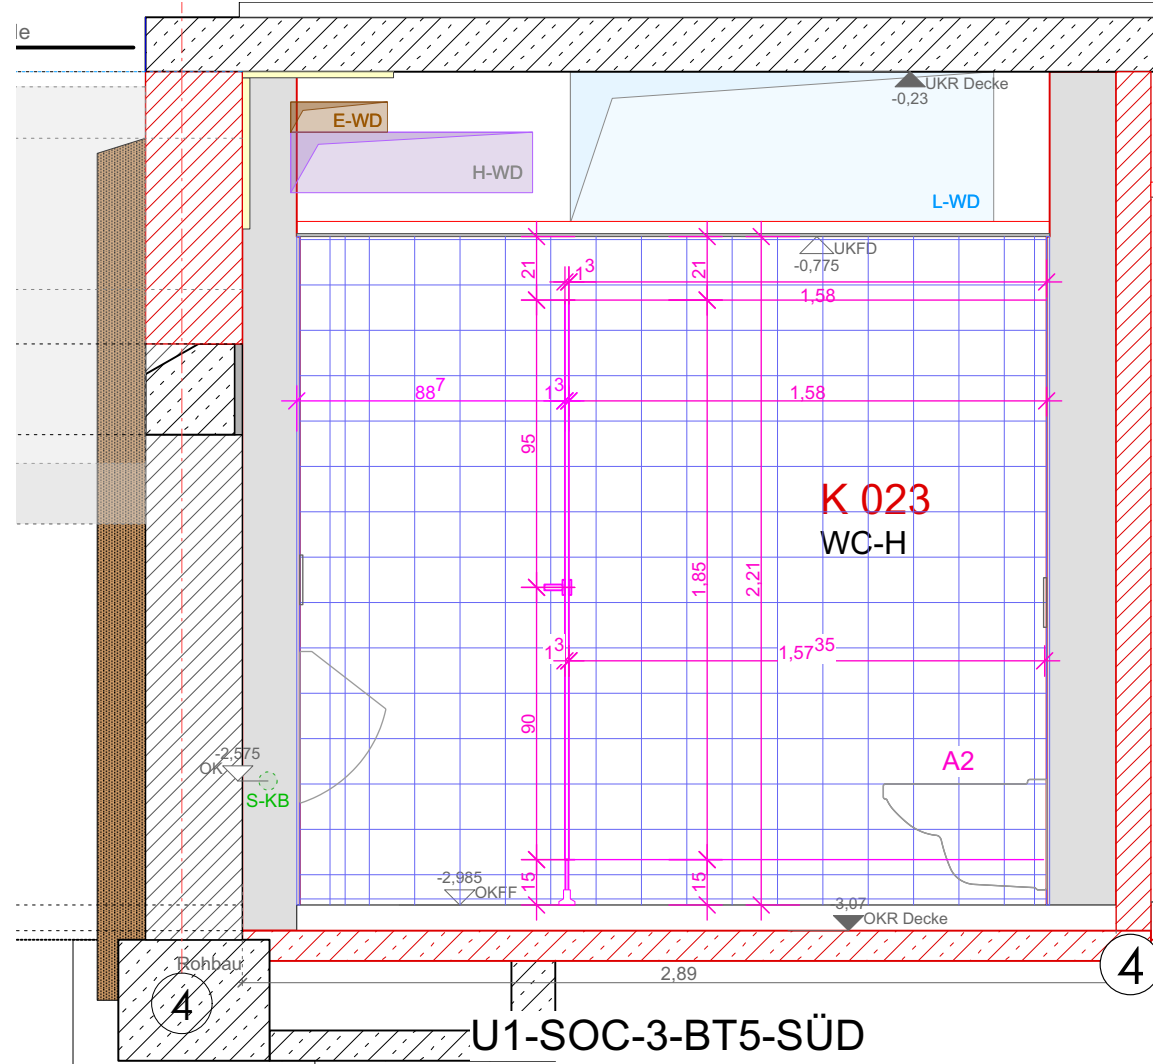 le
UKR Decke
-0,23
E-WD
H-WD
L-WD
UKFD
-0,775
21
1³
21
1,58
88⁷
1³
1,58
95
K 023
WC-H
1,85
2,21
1³
1,57³⁵
90
A2
-2,575
OK
S-KB
-2,985
OKFF
15
15
-3,07
OKR Decke
Rohbau
2,89
4
4
U1-SOC-3-BT5-SÜD